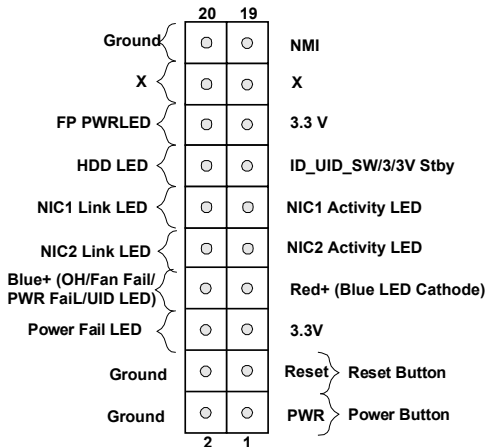 20 19
Ground NMI
X X
FP PWRLED 3.3 V
HDD LED ID_UID_SW/3/3V Stby
NIC1 Link LED NIC1 Activity LED
NIC2 Link LED NIC2 Activity LED
Blue+ (OH/Fan Fail/
PWR FaiL/UID LED) Red+ (Blue LED Cathode)
Power Fail LED 3.3V
Ground Reset Reset Button
Ground PWR Power Button
2 1